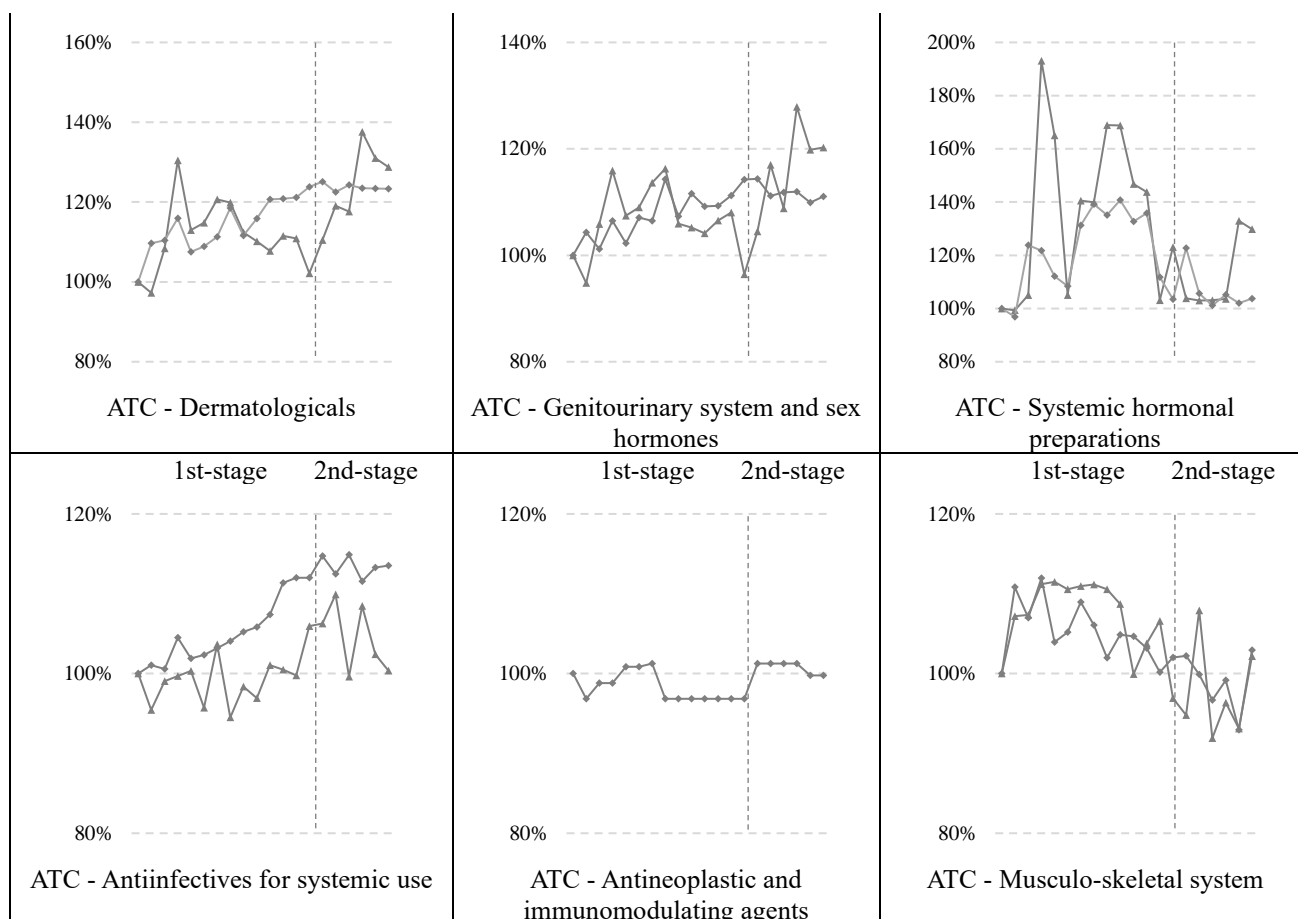 160%
140%
120%
100%
80%
ATC - Dermatologicals
140%
120%
100%
80%
ATC - Genitourinary system and sex
hormones
200%
180%
160%
140%
120%
100%
80%
ATC - Systemic hormonal
preparations
1st-stage 2nd-stage
120%
100%
80%
ATC - Antiinfectives for systemic use
1st-stage 2nd-stage
120%
100%
80%
ATC - Antineoplastic and
immunomodulating agents
1st-stage 2nd-stage
120%
100%
80%
ATC - Musculo-skeletal system